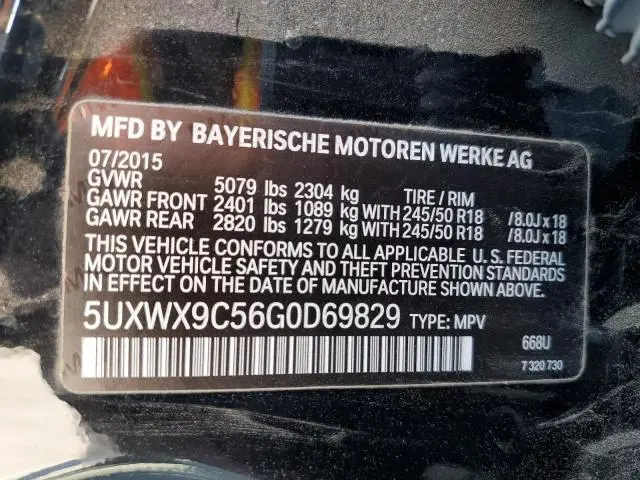 MFD BY BAYERISCHE MOTOREN WERKE AG
07/2015
GVWR 5079 lbs 2304 kg TIRE / RIM
GAWR FRONT 2401 lbs 1089 kg WITH 245/50 R18 /8.0J x 18
GAWR REAR 2820 lbs 1279 kg WITH 245/50 R18 /8.0J x 18
THIS VEHICLE CONFORMS TO ALL APPLICABLE U. S. FEDERAL
MOTOR VEHICLE SAFETY AND THEFT PREVENTION STANDARDS
IN EFFECT ON THE DATE OF MANUFACTURE SHOWN ABOVE.
5UXWX9C56G0D69829 TYPE: MPV
668U
7 320 730